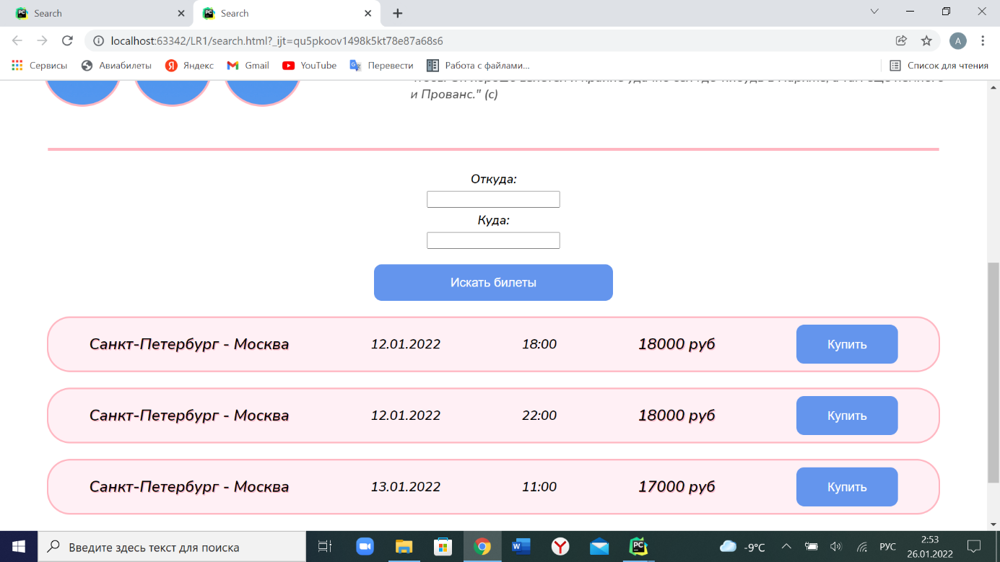 Search
Search
localhost:63342/LR1/search.html?_ijt=qu5pkoov1498k5kt78e87a68s6
A
Сервисы Авиабилеты Яндекс Gmail YouTube Перевести Работа с файлами... Список для чтения
и Прованс." (с)
Откуда:
Куда:
Искать билеты
Санкт-Петербург - Москва 12.01.2022 18:00 18000 руб Купить
Санкт-Петербург - Москва 12.01.2022 22:00 18000 руб Купить
Санкт-Петербург - Москва 13.01.2022 11:00 17000 руб Купить
Введите здесь текст для поиска
-9°C
РУС
2:53
26.01.2022